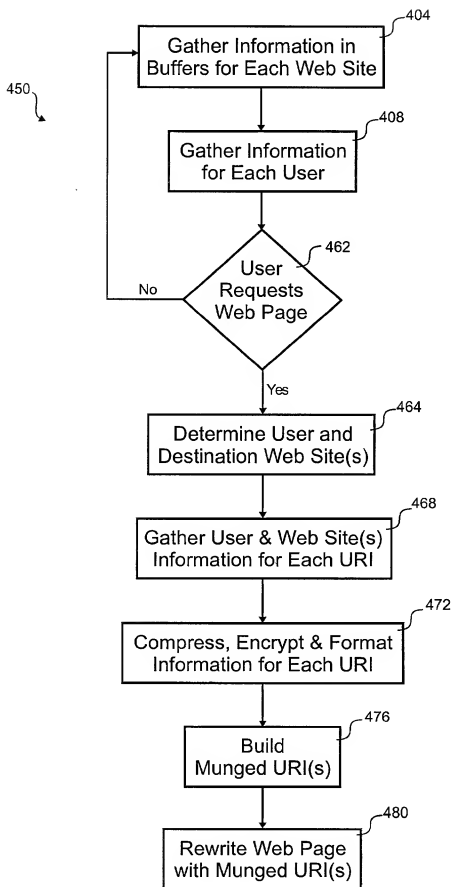 404
Gather Information in
Buffers for Each Web Site
450
408
Gather Information
for Each User
462
User
Requests
Web Page
No
Yes
464
Determine User and
Destination Web Site(s)
468
Gather User & Web Site(s)
Information for Each URI
472
Compress, Encrypt & Format
Information for Each URI
476
Build
Munged URI(s)
480
Rewrite Web Page
with Munged URI(s)